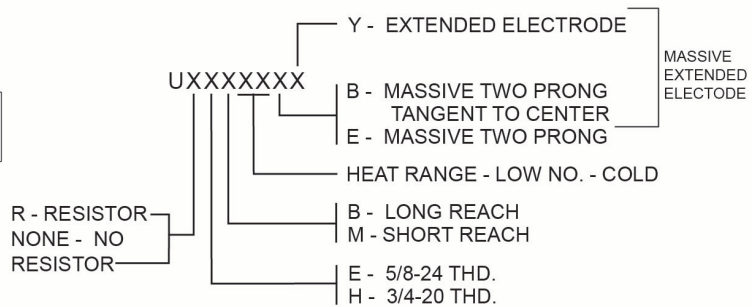 Y - EXTENDED ELECTRODE
MASSIVE
EXTENDED
ELECTODE
UXXXXXXX
B - MASSIVE TWO PRONG
TANGENT TO CENTER
E - MASSIVE TWO PRONG
HEAT RANGE - LOW NO. - COLD
R - RESISTOR
NONE - NO
RESISTOR
B - LONG REACH
M - SHORT REACH
E - 5/8-24 THD.
H - 3/4-20 THD.